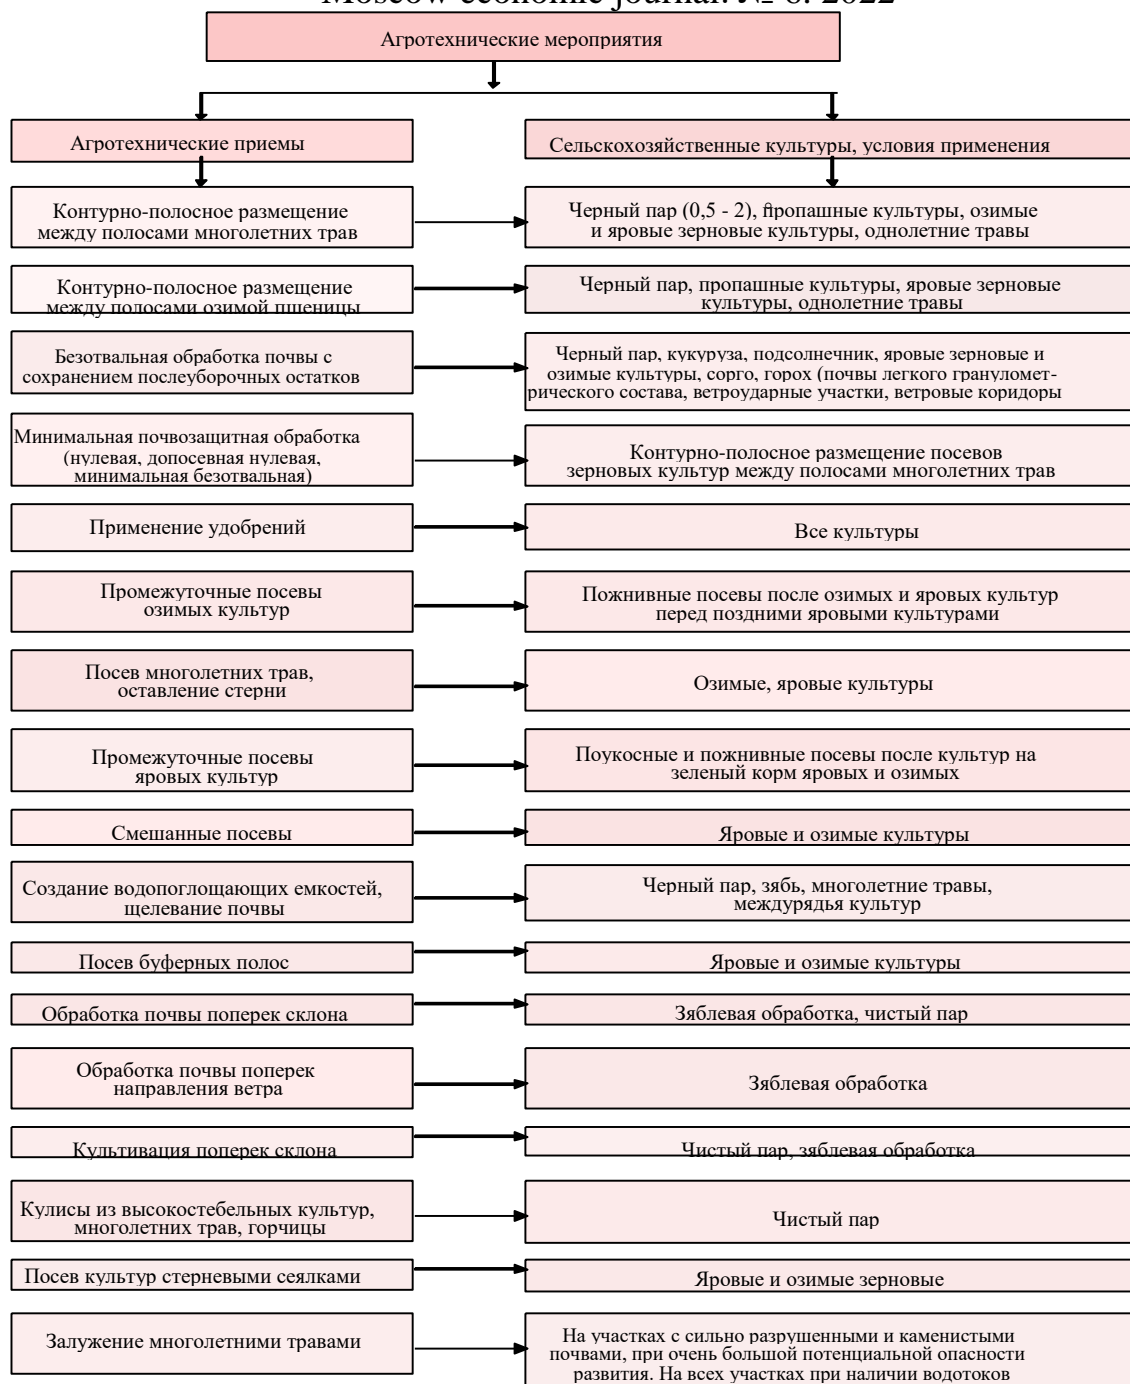 Moscow economic journal. № 8. 2022
Агротехнические мероприятия
Агротехнические приемы
Сельскохозяйственные культуры, условия применения
Контурно-полосное размещение
между полосами многолетних трав
Черный пар (0,5 - 2), пропашные культуры, озимые
и яровые зерновые культуры, однолетние травы
Контурно-полосное размещение
между полосами озимой пшеницы
Черный пар, пропашные культуры, яровые зерновые
культуры, однолетние травы
Безотвальная обработка почвы с
сохранением послеуборочных остатков
Черный пар, кукуруза, подсолнечник, яровые зерновые и
озимые культуры, сорго, горох (почвы легкого грануломет-
рического состава, ветроударные участки, ветровые коридоры
Минимальная почвозащитная обработка
(нулевая, допосевная нулевая,
минимальная безотвальная)
Контурно-полосное размещение посевов
зерновых культур между полосами многолетних трав
Применение удобрений
Все культуры
Промежуточные посевы
озимых культур
Пожнивные посевы после озимых и яровых культур
перед поздними яровыми культурами
Посев многолетних трав,
оставление стерни
Озимые, яровые культуры
Промежуточные посевы
яровых культур
Поукосные и пожнивные посевы после культур на
зеленый корм яровых и озимых
Смешанные посевы
Яровые и озимые культуры
Создание водопоглощающих емкостей,
щелевание почвы
Черный пар, зябь, многолетние травы,
междурядья культур
Посев буферных полос
Яровые и озимые культуры
Обработка почвы поперек склона
Зяблевая обработка, чистый пар
Обработка почвы поперек
направления ветра
Зяблевая обработка
Культивация поперек склона
Чистый пар, зяблевая обработка
Кулисы из высокостебельных культур,
многолетних трав, горчицы
Чистый пар
Посев культур стерневыми сеялками
Яровые и озимые зерновые
Залужение многолетними травами
На участках с сильно разрушенными и каменистыми
почвами, при очень большой потенциальной опасности
развития. На всех участках при наличии водотоков